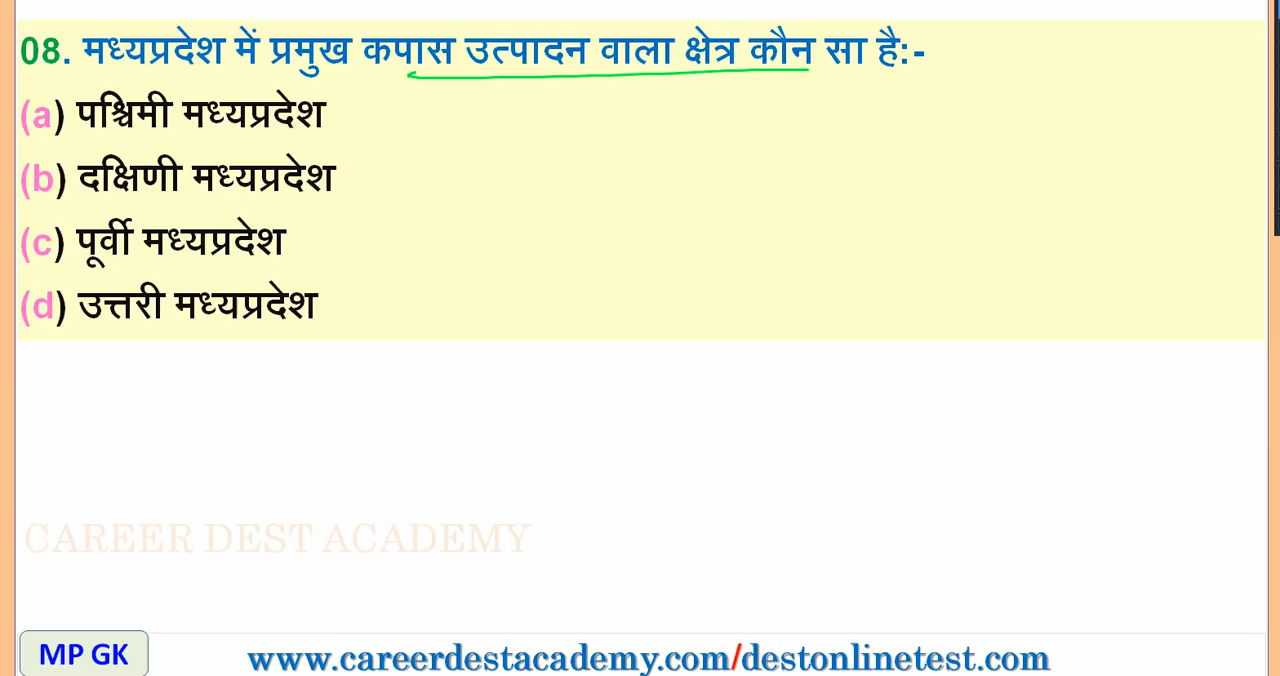 08. मध्यप्रदेश में प्रमुख कपास उत्पादन वाला क्षेत्र कौन सा है:-
(a) पश्चिमी मध्यप्रदेश
(b) दक्षिणी मध्यप्रदेश
(c) पूर्वी मध्यप्रदेश
(d) उत्तरी मध्यप्रदेश
CAREER DEST ACADEMY
MP GK
www.careerdestacademy.com/destonlinetest.com